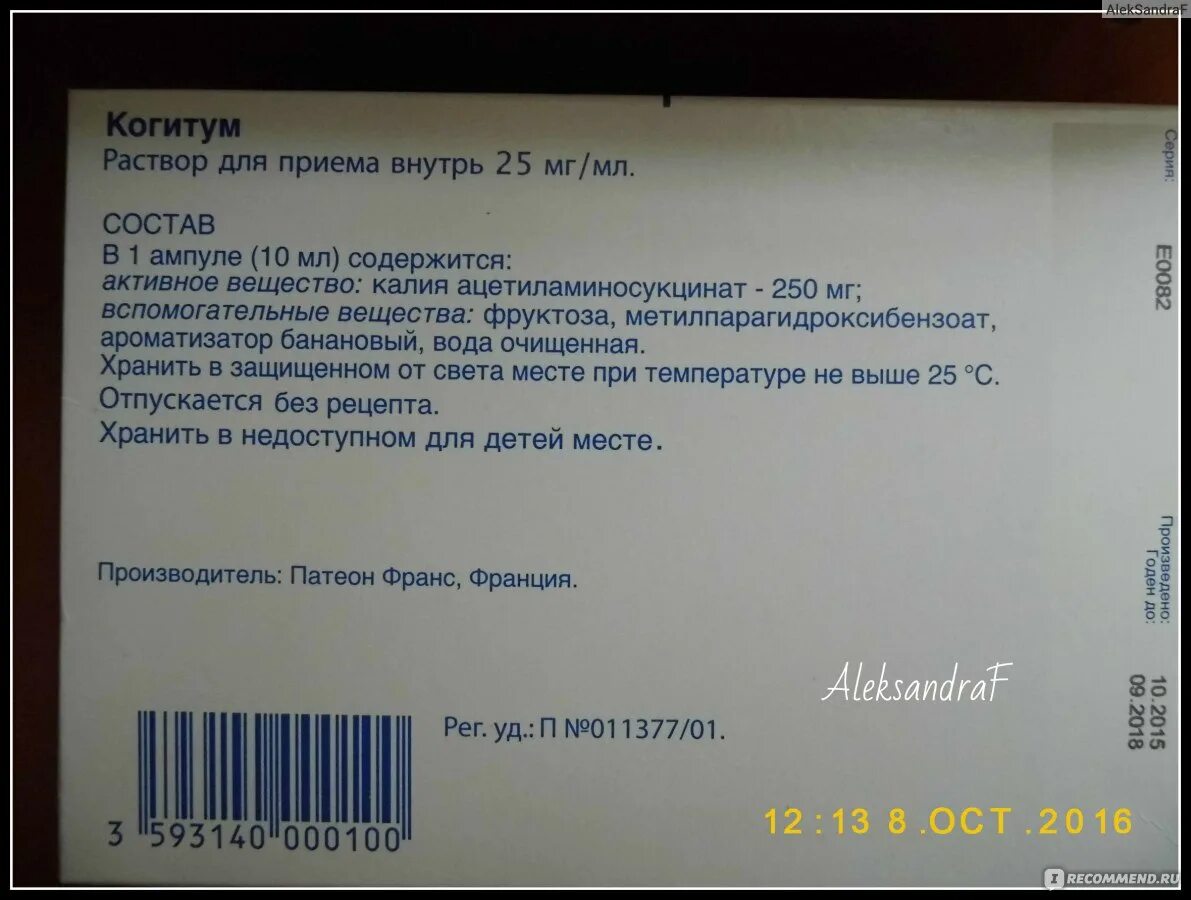 AlekSandraF
Когитум
Раствор для приема внутрь 25 мг/мл.
СОСТАВ
В 1 ампуле (10 мл) содержится:
активное вещество: калия ацетиламиносукцинат - 250 мг;
вспомогательные вещества: фруктоза, метилпарагидроксибензоат,
ароматизатор банановый, вода очищенная.
Хранить в защищенном от света месте при температуре не выше 25 °C.
Отпускается без рецепта.
Хранить в недоступном для детей месте.
Производитель: Патеон Франс, Франция.
Рег. уд.: П №011377/01.
3 593140 000100
Серия:
E0082
Произведено:
Годен до:
10.2015
09.2018
AleksandraF
12:13 8.OCT.2016
IRECOMMEND.RU